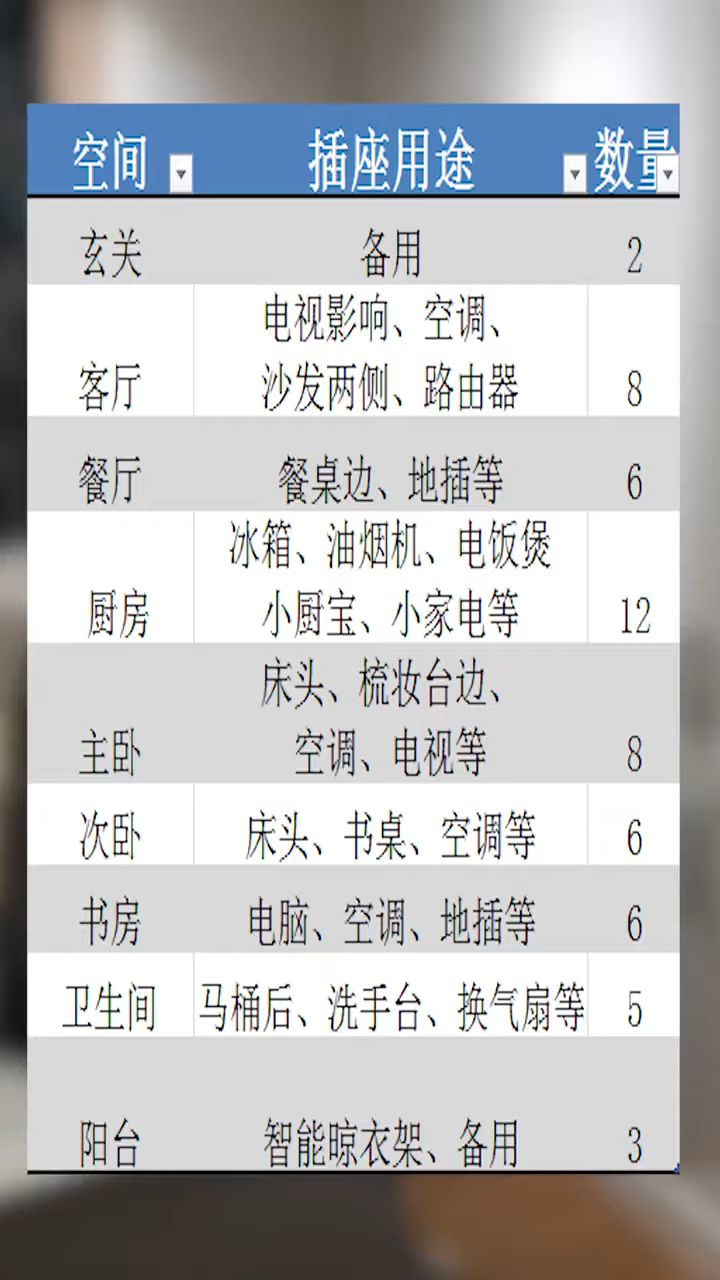 空间 插座用途 数量
玄关 备用 2
电视影响、空调、
客厅 沙发两侧、路由器 8
餐厅 餐桌边、地插等 6
冰箱、油烟机、电饭煲
厨房 小厨宝、小家电等 12
床头、梳妆台边、
主卧 空调、电视等 8
次卧 床头、书桌、空调等 6
书房 电脑、空调、地插等 6
卫生间 马桶后、洗手台、换气扇等 5
阳台 智能晾衣架、备用 3